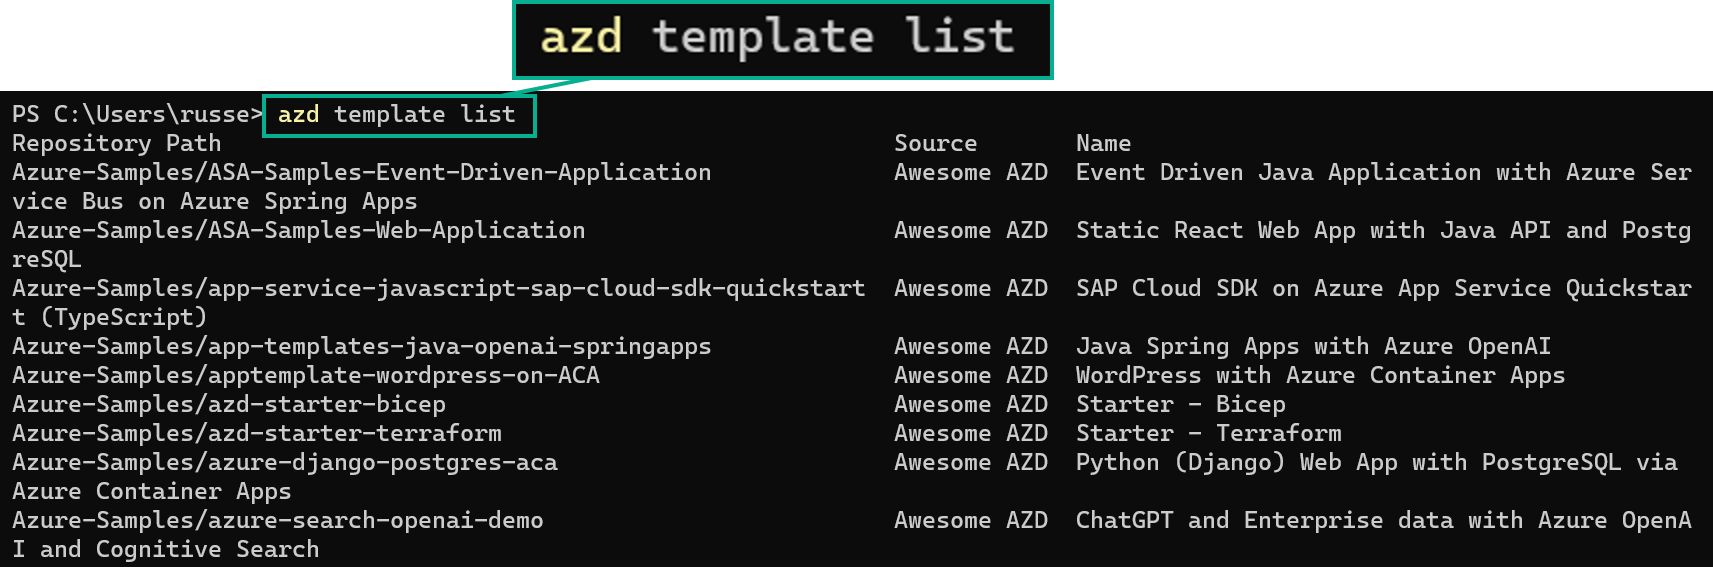 azd template list
PS C:\Users\russe> azd template list
Repository Path Source Name
Azure-Samples/ASA-Samples-Event-Driven-Application Awesome AZD Event Driven Java Application with Azure Ser
vice Bus on Azure Spring Apps
Azure-Samples/ASA-Samples-Web-Application Awesome AZD Static React Web App with Java API and Postg
reSQL
Azure-Samples/app-service-javascript-sap-cloud-sdk-quickstart Awesome AZD SAP Cloud SDK on Azure App Service Quickstar
t (TypeScript)
Azure-Samples/app-templates-java-openai-springapps Awesome AZD Java Spring Apps with Azure OpenAI
Azure-Samples/apptemplate-wordpress-on-ACA Awesome AZD WordPress with Azure Container Apps
Azure-Samples/azd-starter-bicep Awesome AZD Starter - Bicep
Azure-Samples/azd-starter-terraform Awesome AZD Starter - Terraform
Azure-Samples/azure-django-postgres-aca Awesome AZD Python (Django) Web App with PostgreSQL via
Azure Container Apps
Azure-Samples/azure-search-openai-demo Awesome AZD ChatGPT and Enterprise data with Azure OpenA
I and Cognitive Search